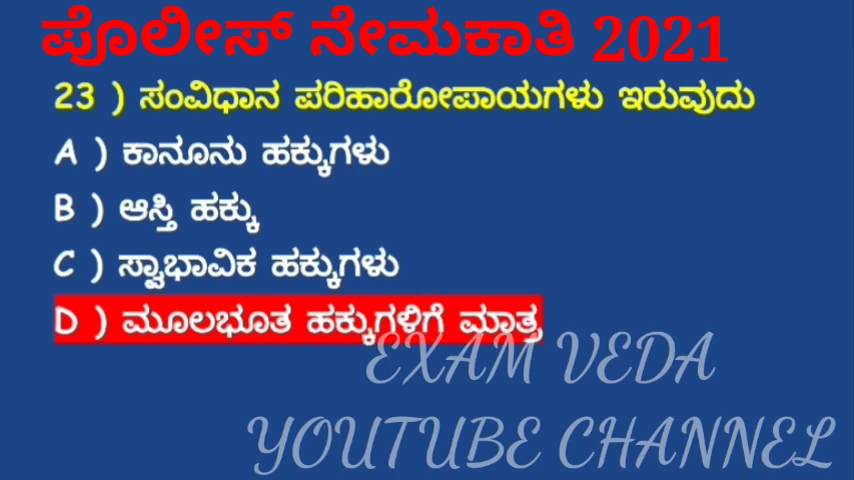 ಪೊಲೀಸ್ ನೇಮಕಾತಿ 2021
23 ) ಸಂವಿಧಾನ ಪರಿಹಾರೋಪಾಯಗಳು ಇರುವುದು
A ) ಕಾನೂನು ಹಕ್ಕುಗಳು
B ) ಆಸ್ತಿ ಹಕ್ಕು
C ) ಸ್ವಾಭಾವಿಕ ಹಕ್ಕುಗಳು
D ) ಮೂಲಭೂತ ಹಕ್ಕುಗಳಿಗೆ ಮಾತ್ರ
EXAM VEDA
YOUTUBE CHANNEL